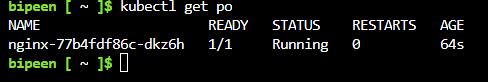 bipeen [ ~ ]$ kubectl get po
NAME READY STATUS RESTARTS AGE
nginx-77b4fdf86c-dkz6h 1/1 Running 0 64s
bipeen [ ~ ]$